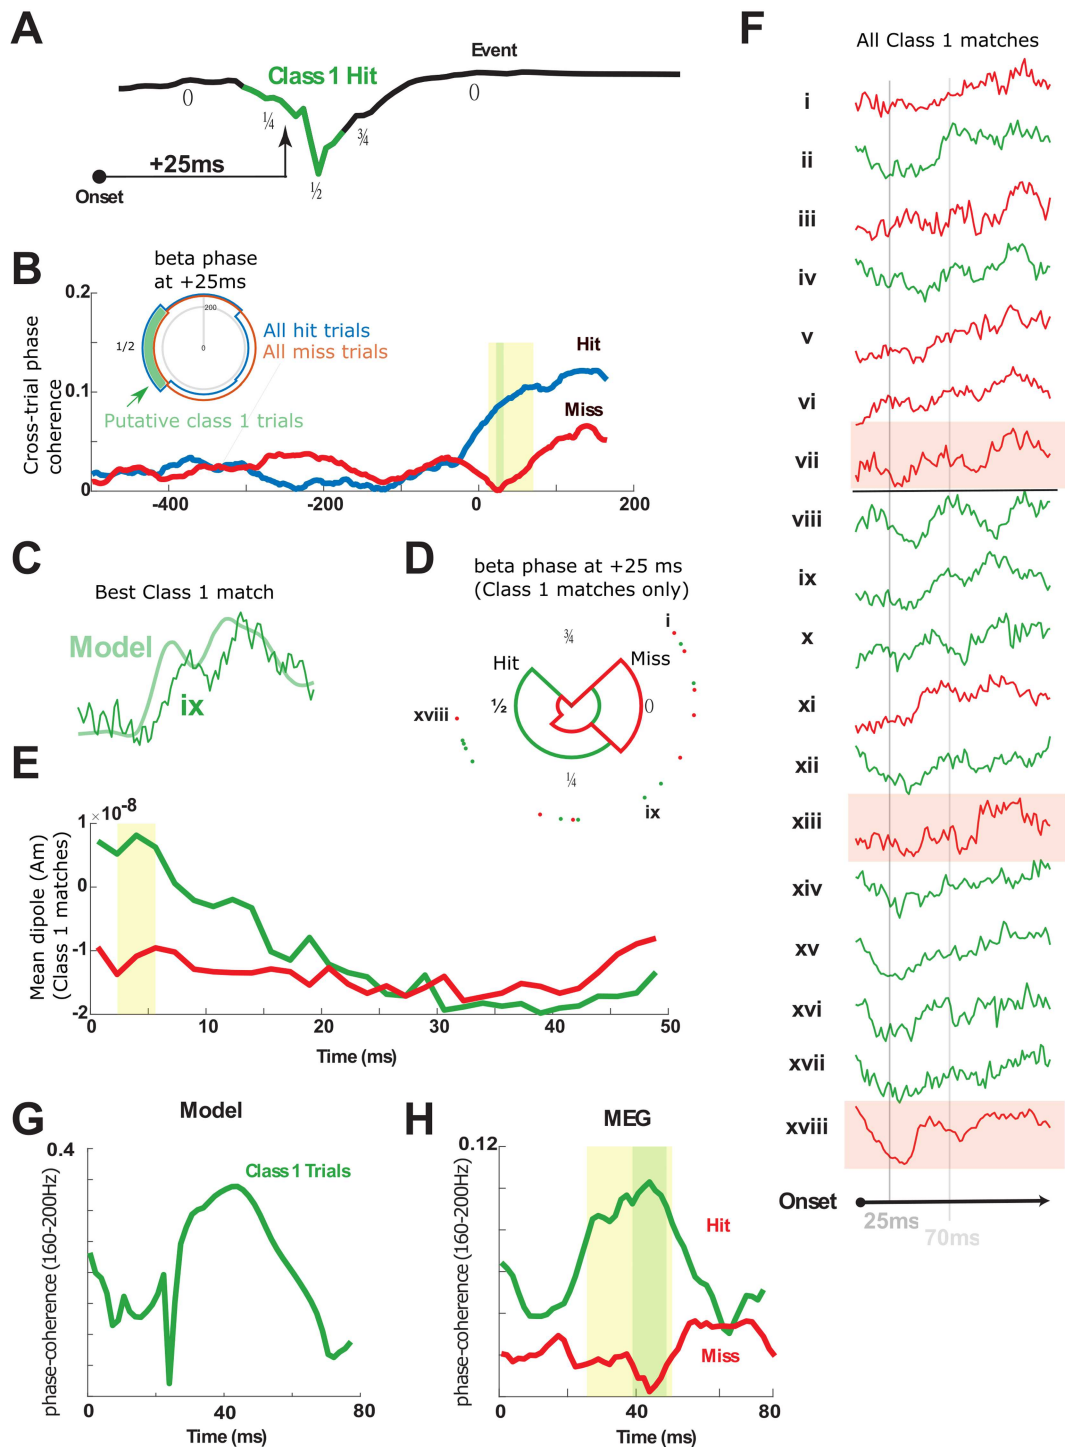 A
Event
Class 1 Hit
0
0
¼
¾
+25ms
½
Onset
B
beta phase
at +25ms
0.2
200
0
1/2
All hit trials
All miss trials
Putative class 1 trials
Hit
Miss
0.1
0
Cross-trial phase
coherence
-400
-200
0
200
C
Best Class 1 match
Model
ix
D
beta phase at +25 ms
(Class 1 matches only)
i
¾
Hit
Miss
½
0
xviii
¼
ix
E
×10⁻⁸
1
0
-1
-2
Mean dipole (Am)
(Class 1 matches)
0
10
20
30
40
50
Time (ms)
F
All Class 1 matches
i
ii
iii
iv
v
vi
vii
viii
ix
x
xi
xii
xiii
xiv
xv
xvi
xvii
xviii
Onset
25ms
70ms
G
Model
0.4
Class 1 Trials
phase-coherence (160-200Hz)
0
40
80
Time (ms)
H
MEG
0.12
Hit
Miss
phase-coherence (160-200Hz)
0
40
80
Time (ms)